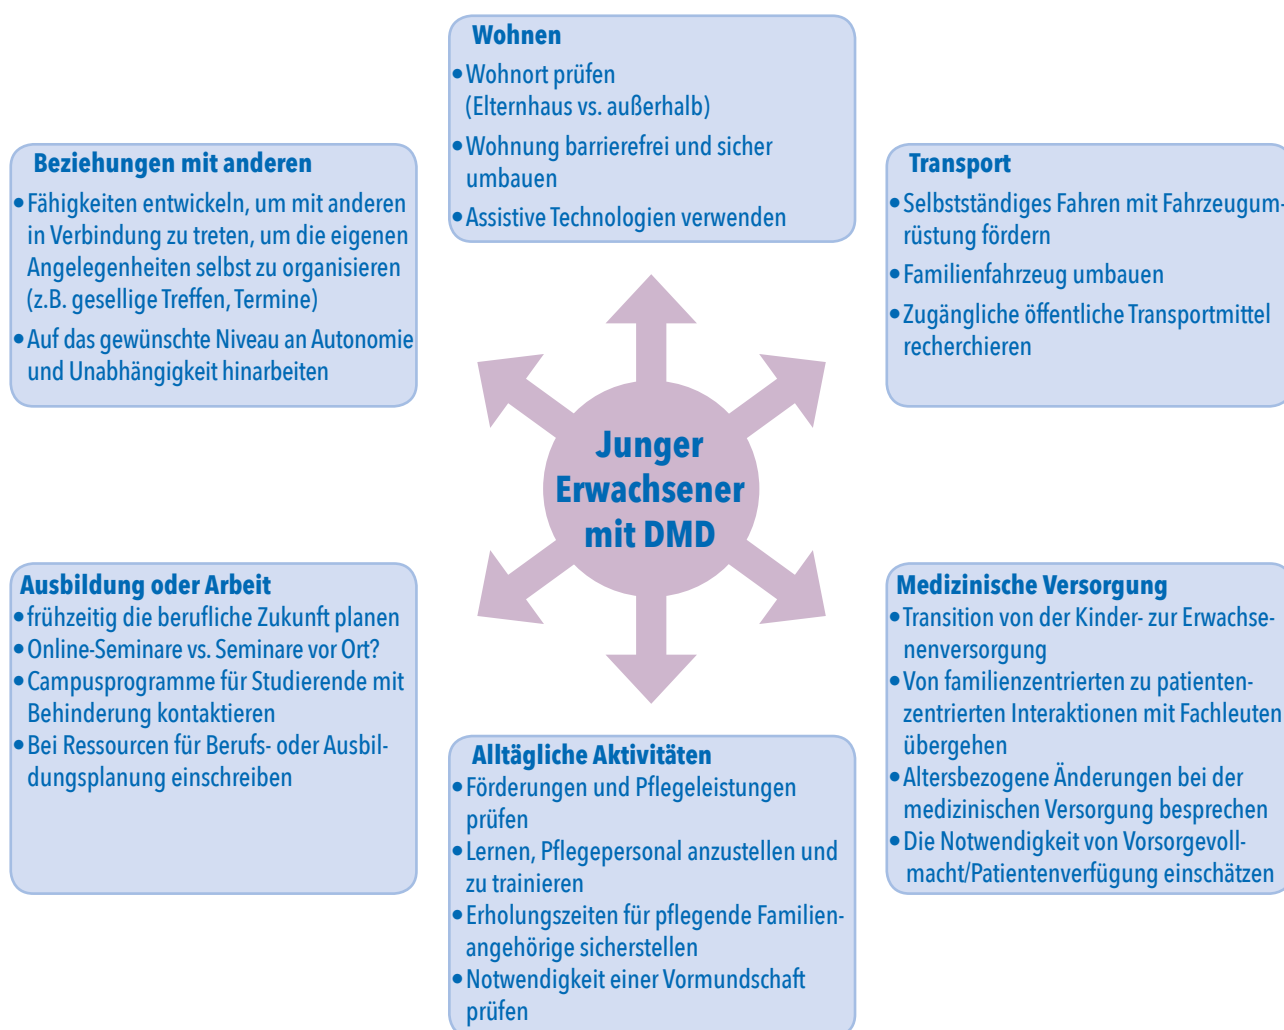 Wohnen
• Wohnort prüfen
(Elternhaus vs. außerhalb)
• Wohnung barrierefrei und sicher
umbauen
• Assistive Technologien verwenden
Beziehungen mit anderen
• Fähigkeiten entwickeln, um mit anderen
in Verbindung zu treten, um die eigenen
Angelegenheiten selbst zu organisieren
(z.B. gesellige Treffen, Termine)
• Auf das gewünschte Niveau an Autonomie
und Unabhängigkeit hinarbeiten
Transport
• Selbstständiges Fahren mit Fahrzeugum-
rüstung fördern
• Familienfahrzeug umbauen
• Zugängliche öffentliche Transportmittel
recherchieren
Junger
Erwachsener
mit DMD
Ausbildung oder Arbeit
• frühzeitig die berufliche Zukunft planen
• Online-Seminare vs. Seminare vor Ort?
• Campusprogramme für Studierende mit
Behinderung kontaktieren
• Bei Ressourcen für Berufs- oder Ausbil-
dungsplanung einschreiben
Medizinische Versorgung
• Transition von der Kinder- zur Erwachse-
nenversorgung
• Von familienzentrierten zu patienten-
zentrierten Interaktionen mit Fachleuten
übergehen
• Altersbezogene Änderungen bei der
medizinischen Versorgung besprechen
• Die Notwendigkeit von Vorsorgevoll-
macht/Patientenverfügung einschätzen
Alltägliche Aktivitäten
• Förderungen und Pflegeleistungen
prüfen
• Lernen, Pflegepersonal anzustellen und
zu trainieren
• Erholungszeiten für pflegende Familien-
angehörige sicherstellen
• Notwendigkeit einer Vormundschaft
prüfen